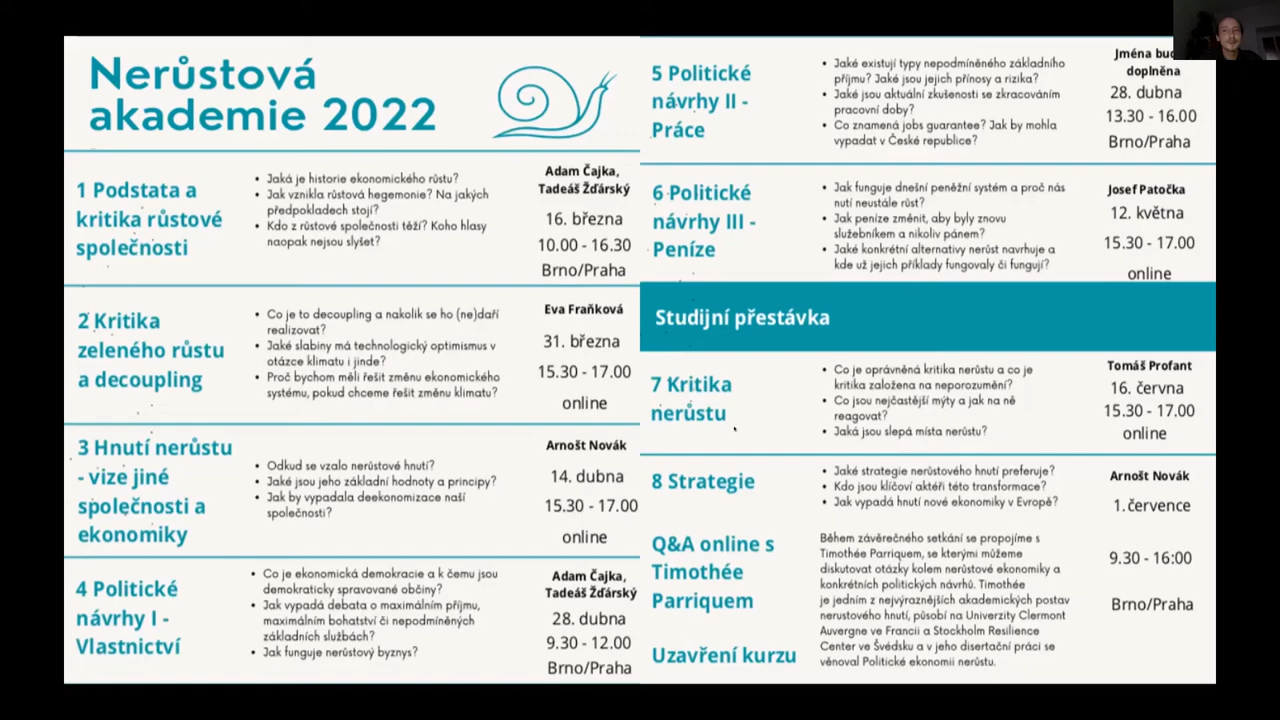 Nerůstová
akademie 2022
1 Podstata a
kritika růstové
společnosti
• Jaká je historie ekonomického růstu?
• Jak vznikla růstová hegemonie? Na jakých
předpokladech stojí?
• Kdo z růstové společnosti těží? Koho hlasy
naopak nejsou slyšet?
Adam Čajka,
Tadeáš Žďárský
16. března
10.00 - 16.30
Brno/Praha
2 Kritika
zeleného růstu
a decoupling
• Co je to decoupling a nakolik se ho (ne)daří
realizovat?
• Jaké slabiny má technologický optimismus v
otázce klimatu i jinde?
• Proč bychom měli řešit změnu ekonomického
systému, pokud chceme řešit změnu klimatu?
Eva Fraňková
31. března
15.30 - 17.00
online
3 Hnutí nerůstu
- vize jiné
společnosti a
ekonomiky
• Odkud se vzalo nerůstové hnutí?
• Jaké jsou jeho základní hodnoty a principy?
• Jak by vypadala deekonomizace naší
společnosti?
Arnošt Novák
14. dubna
15.30 - 17.00
online
4 Politické
návrhy I -
Vlastnictví
• Co je ekonomická demokracie a k čemu jsou
demokraticky spravované občiny?
• Jak vypadá debata o maximálním příjmu,
maximálním bohatství či nepodmíněných
základních službách?
• Jak funguje nerůstový byznys?
Adam Čajka,
Tadeáš Žďárský
28. dubna
9.30 - 12.00
Brno/Praha
5 Politické
návrhy II -
Práce
• Jaké existují typy nepodmíněného základního
příjmu? Jaké jsou jejich přínosy a rizika?
• Jaké jsou aktuální zkušenosti se zkracováním
pracovní doby?
• Co znamená jobs guarantee? Jak by mohla
vypadat v České republice?
Jména
doplněna
28. dubna
13.30 - 16.00
Brno/Praha
6 Politické
návrhy III -
Peníze
• Jak funguje dnešní peněžní systém a proč nás
nutí neustále růst?
• Jak peníze změnit, aby byly znovu
služebníkem a nikoliv pánem?
• Jaké konkrétní alternativy nerůst navrhuje a
kde už jejich příklady fungovaly či fungují?
Josef Patočka
12. května
15.30 - 17.00
online
Studijní přestávka
7 Kritika
nerůstu
• Co je oprávněná kritika nerůstu a co je
kritika založena na neporozumění?
• Co jsou nejčastější mýty a jak na ně
reagovat?
• Jaká jsou slepá místa nerůstu?
Tomáš Profant
16. června
15.30 - 17.00
online
8 Strategie
• Jaké strategie nerůstového hnutí preferuje?
• Kdo jsou klíčoví aktéři této transformace?
• Jak vypadá hnutí nové ekonomiky v Evropě?
Arnošt Novák
1. července
Q&A online s
Timothée
Parriquem
Uzavření kurzu
Během závěrečného setkání se propojíme s
Timothée Parriquem, se kterými můžeme
diskutovat otázky kolem nerůstové ekonomiky a
konkrétních politických návrhů. Timothée
je jedním z nejvýraznějších akademických postav
nerustového hnutí, působí na Univerzity Clermont
Auvergne ve Francii a Stockholm Resilience
Center ve Švédsku a v jeho disertační práci se
věnoval Politické ekonomii nerůstu.
9.30 - 16:00
Brno/Praha